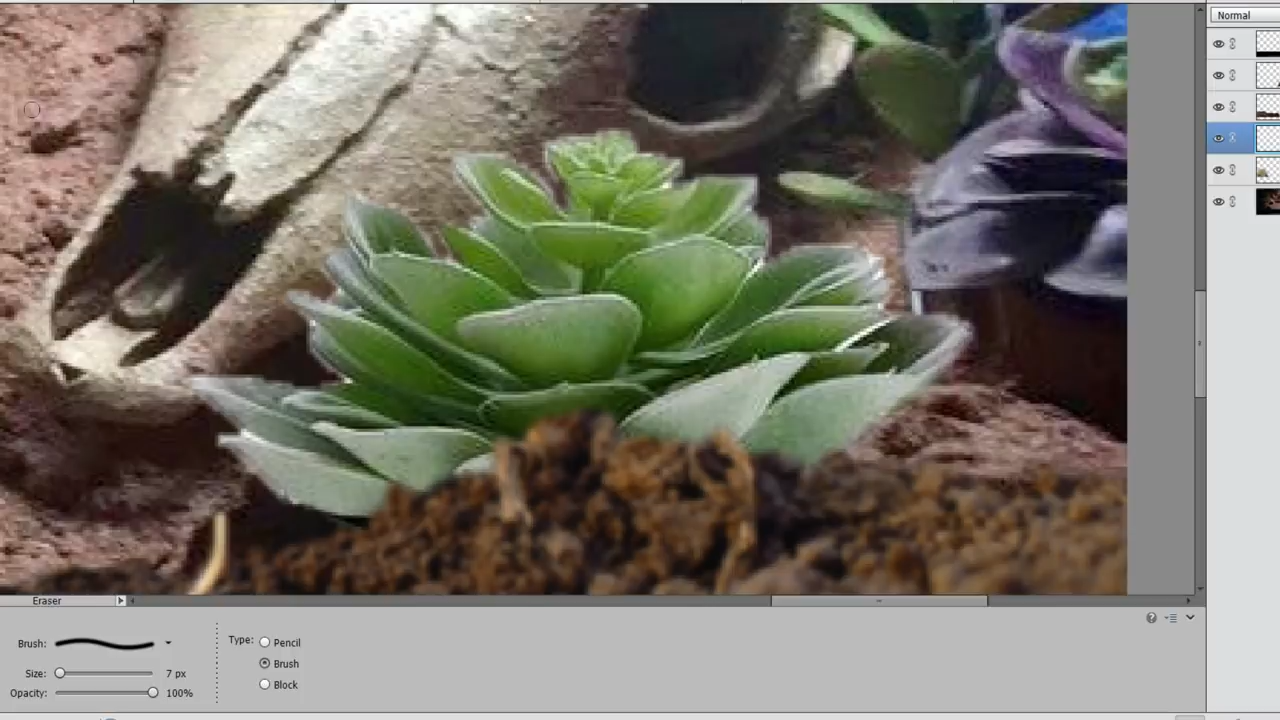 Normal
Eraser
Brush:
Type:
Pencil
Brush
Block
Size:
7 px
Opacity:
100%